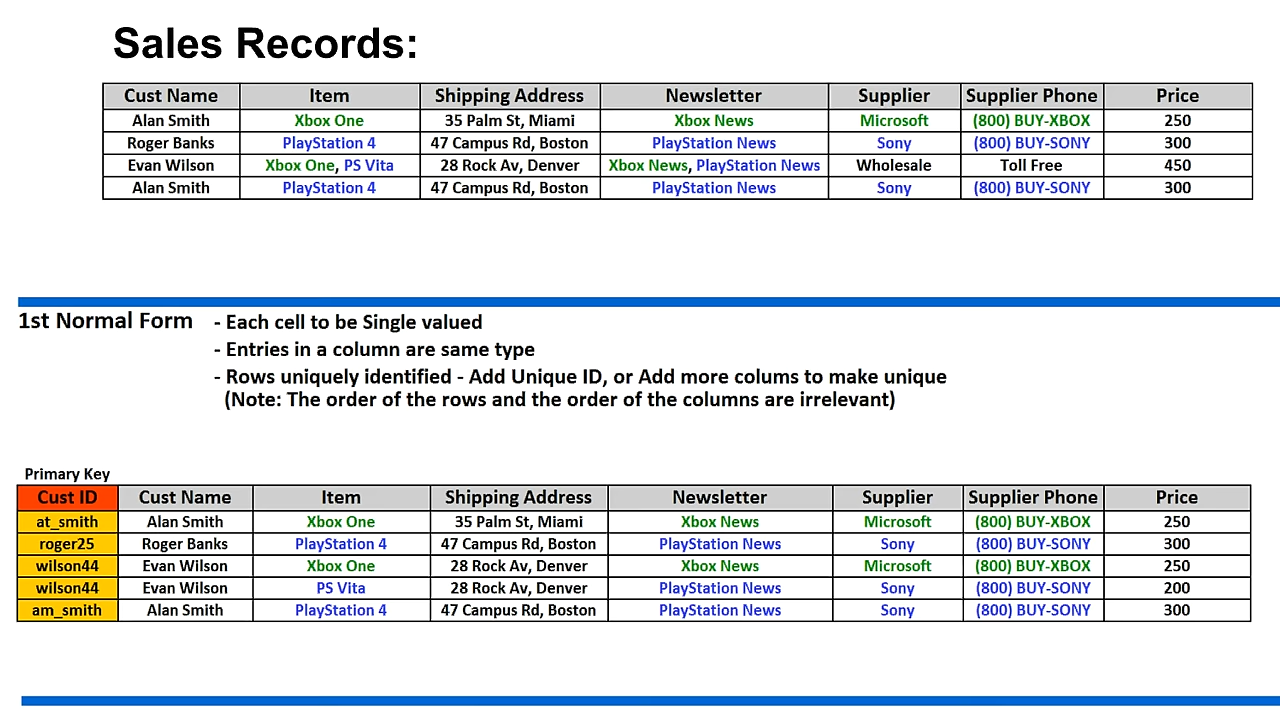 Sales Records:
Cust Name Item Shipping Address Newsletter Supplier Supplier Phone Price
Alan Smith Xbox One 35 Palm St, Miami Xbox News Microsoft (800) BUY-XBOX 250
Roger Banks PlayStation 4 47 Campus Rd, Boston PlayStation News Sony (800) BUY-SONY 300
Evan Wilson Xbox One, PS Vita 28 Rock Av, Denver Xbox News, PlayStation News Wholesale Toll Free 450
Alan Smith PlayStation 4 47 Campus Rd, Boston PlayStation News Sony (800) BUY-SONY 300
1st Normal Form - Each cell to be Single valued
- Entries in a column are same type
- Rows uniquely identified - Add Unique ID, or Add more colums to make unique
(Note: The order of the rows and the order of the columns are irrelevant)
Primary Key
Cust ID Cust Name Item Shipping Address Newsletter Supplier Supplier Phone Price
at_smith Alan Smith Xbox One 35 Palm St, Miami Xbox News Microsoft (800) BUY-XBOX 250
roger25 Roger Banks PlayStation 4 47 Campus Rd, Boston PlayStation News Sony (800) BUY-SONY 300
wilson44 Evan Wilson Xbox One 28 Rock Av, Denver Xbox News Microsoft (800) BUY-XBOX 250
wilson44 Evan Wilson PS Vita 28 Rock Av, Denver PlayStation News Sony (800) BUY-SONY 200
am_smith Alan Smith PlayStation 4 47 Campus Rd, Boston PlayStation News Sony (800) BUY-SONY 300